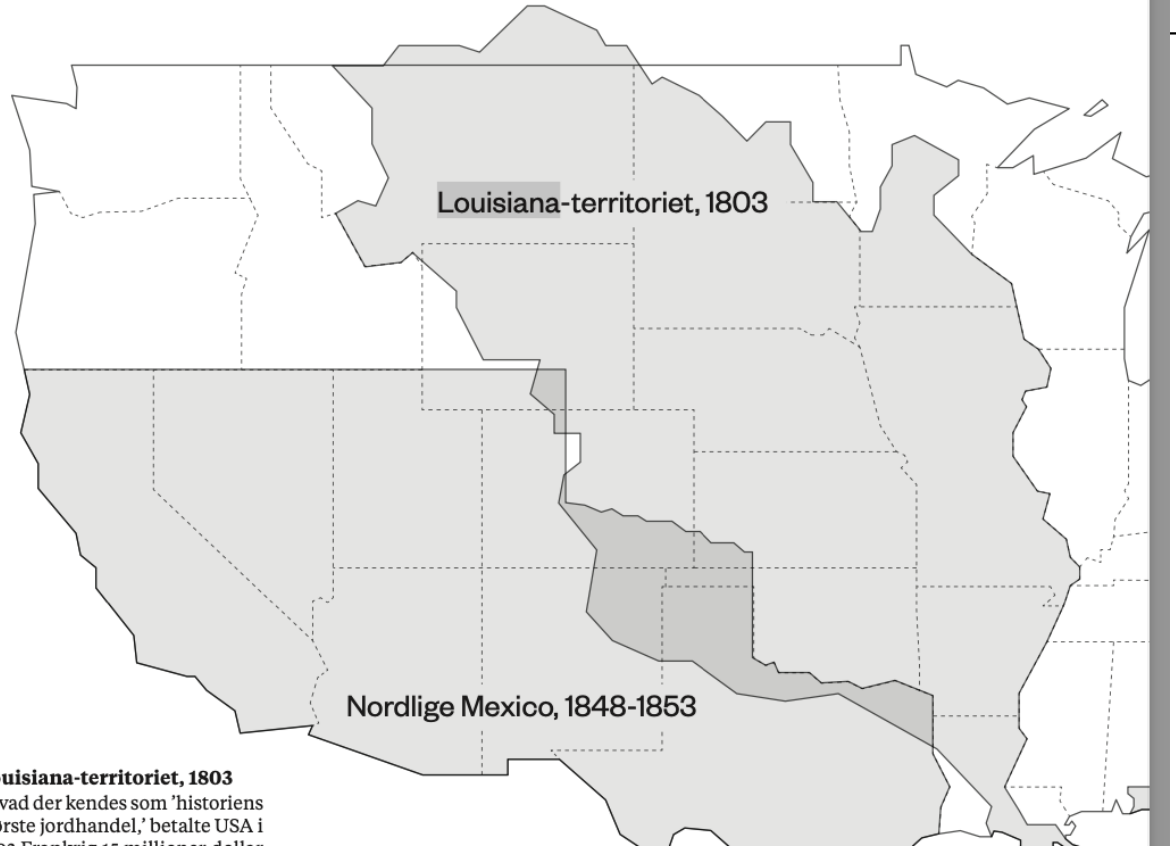 Louisiana-territoriet, 1803
Nordlige Mexico, 1848-1853
ouisiana-territoriet, 1803
vad der kendes som ’historiens
ørste jordhandel,’ betalte USA i